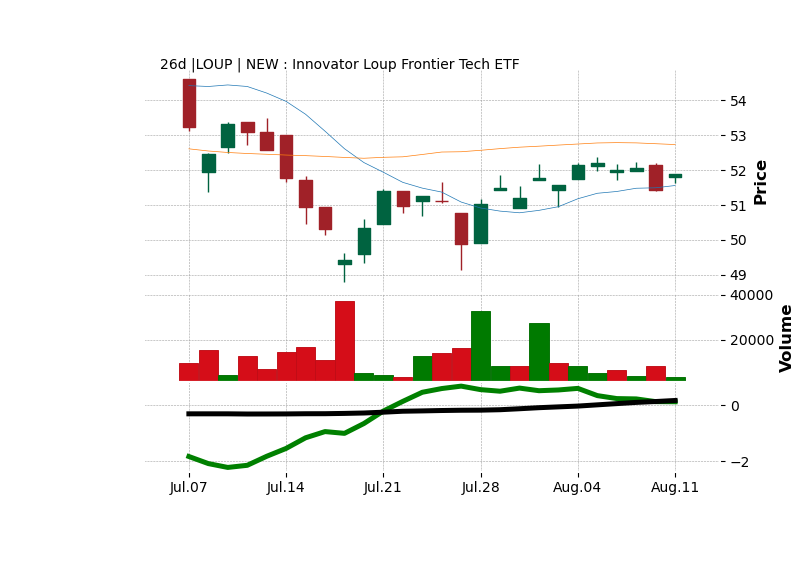 26d |LOUP | NEW : Innovator Loup Frontier Tech ETF
54
53
52
51
50
49
Price
40000
20000
Volume
0
−2
Jul.07 Jul.14 Jul.21 Jul.28 Aug.04 Aug.11